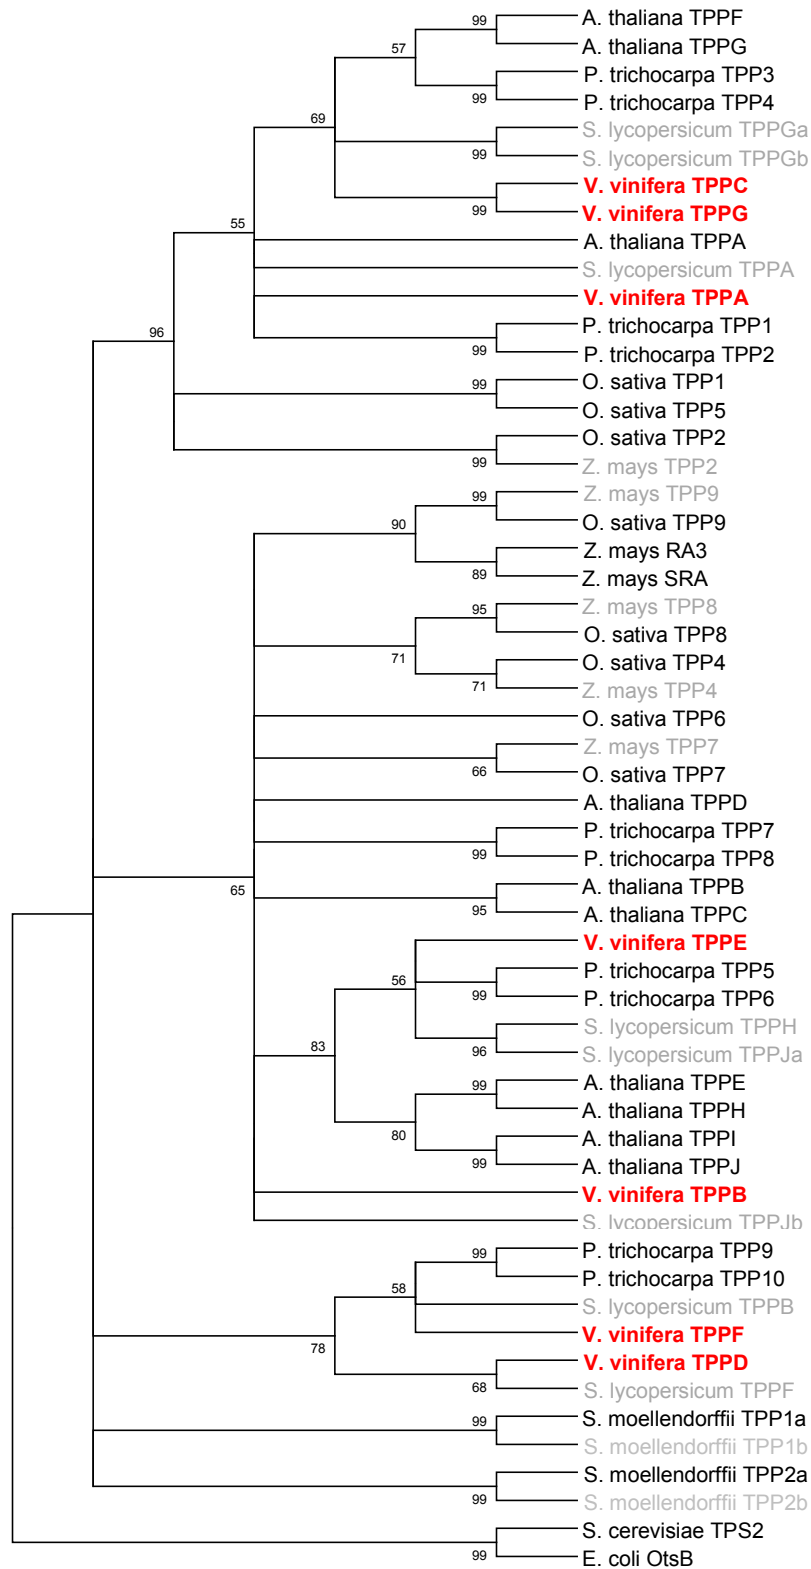 99
A. thaliana TPPF
57
A. thaliana TPPG
P. trichocarpa TPP3
99
P. trichocarpa TPP4
69
S. lycopersicum TPPGa
99
S. lycopersicum TPPGb
V. vinifera TPPC
99
V. vinifera TPPG
55
A. thaliana TPPA
S. lycopersicum TPPA
V. vinifera TPPA
96
P. trichocarpa TPP1
99
P. trichocarpa TPP2
99
O. sativa TPP1
O. sativa TPP5
O. sativa TPP2
99
Z. mays TPP2
99
Z. mays TPP9
90
O. sativa TPP9
Z. mays RA3
89
Z. mays SRA
95
Z. mays TPP8
O. sativa TPP8
71
O. sativa TPP4
71
Z. mays TPP4
O. sativa TPP6
Z. mays TPP7
66
O. sativa TPP7
A. thaliana TPPD
P. trichocarpa TPP7
99
P. trichocarpa TPP8
65
A. thaliana TPPB
95
A. thaliana TPPC
V. vinifera TPPE
56
P. trichocarpa TPP5
99
P. trichocarpa TPP6
S. lycopersicum TPPH
83
96
S. lycopersicum TPPJa
99
A. thaliana TPPE
A. thaliana TPPH
80
A. thaliana TPPI
99
A. thaliana TPPJ
V. vinifera TPPB
S. lycopersicum TPPJb
99
P. trichocarpa TPP9
58
P. trichocarpa TPP10
S. lycopersicum TPPB
V. vinifera TPPF
78
V. vinifera TPPD
68
S. lycopersicum TPPF
99
S. moellendorffii TPP1a
S. moellendorffii TPP1b
S. moellendorffii TPP2a
99
S. moellendorffii TPP2b
S. cerevisiae TPS2
99
E. coli OtsB